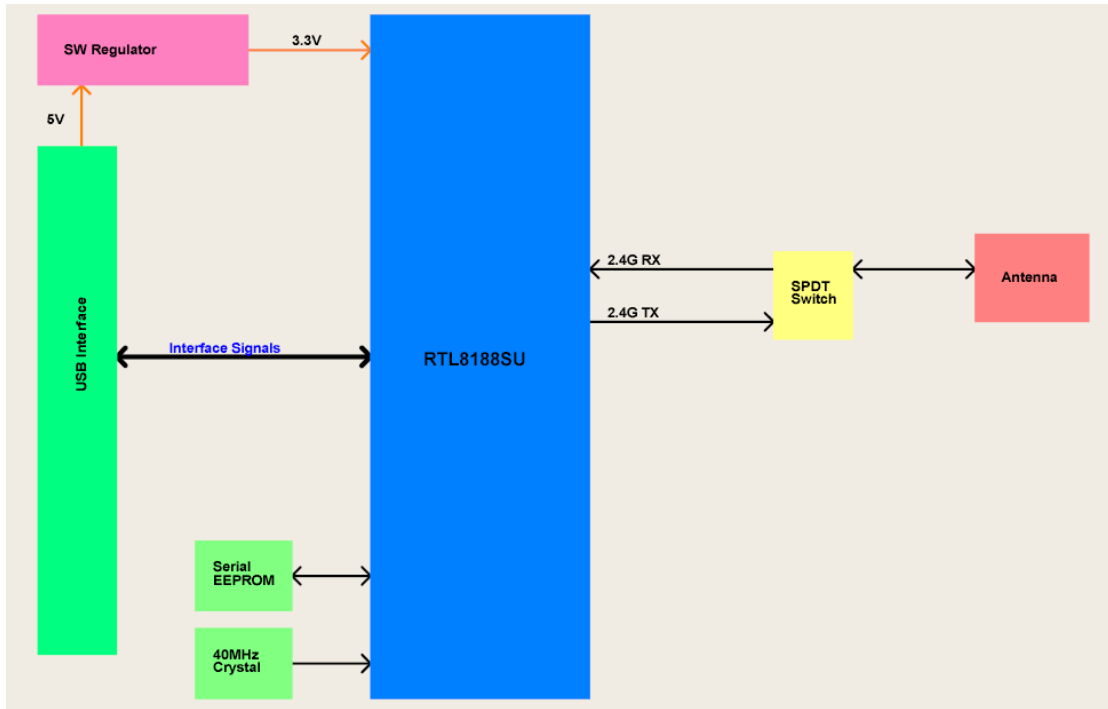 SW Regulator
3.3V
5V
USB Interface
Interface Signals
RTL8188SU
2.4G RX
2.4G TX
SPDT
Switch
Antenna
Serial
EEPROM
40MHz
Crystal